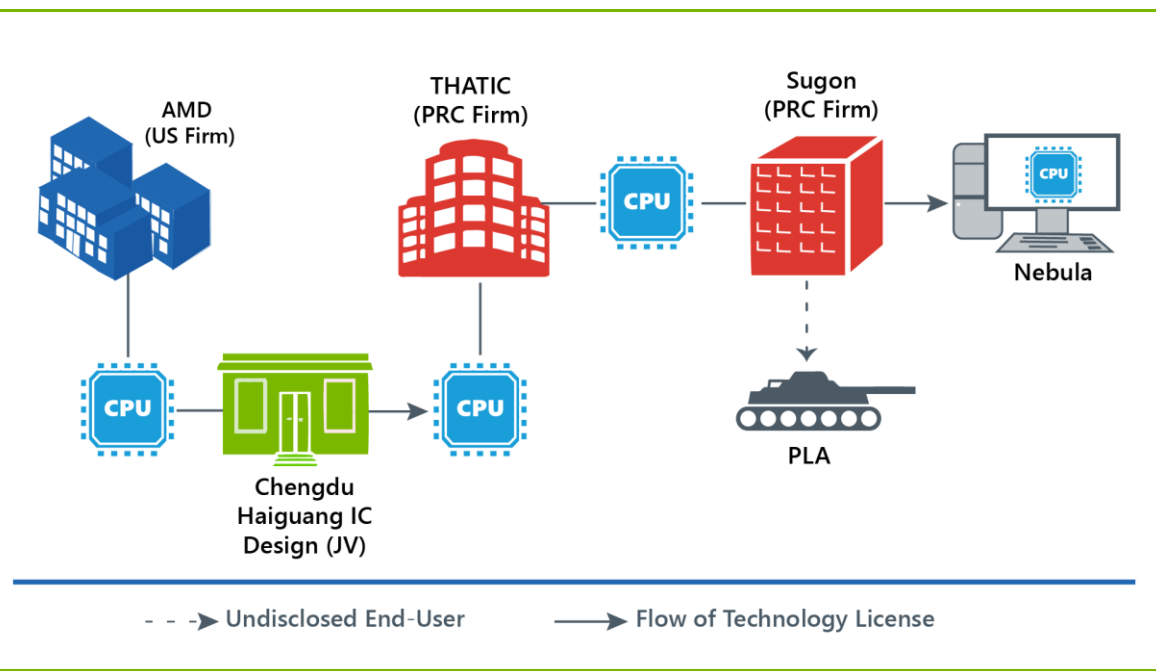 AMD
(US Firm)
THATIC
(PRC Firm)
Sugon
(PRC Firm)
CPU
CPU
Nebula
CPU
CPU
PLA
Chengdu
Haiguang IC
Design (JV)
Undisclosed End-User
Flow of Technology License